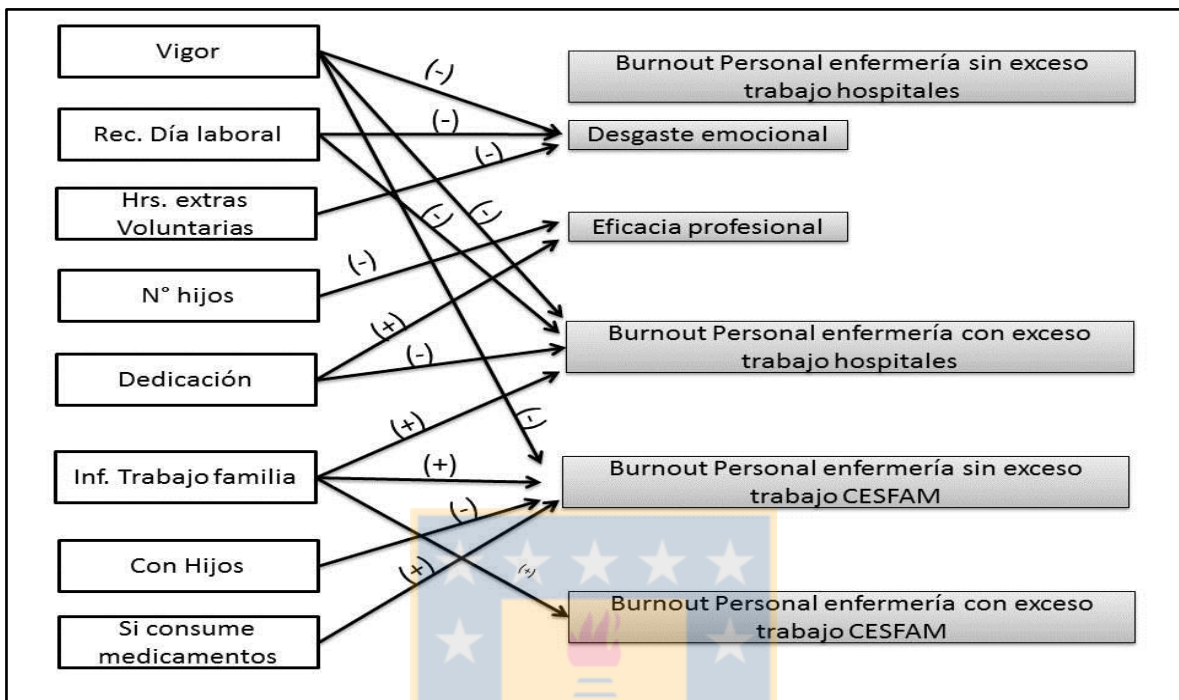 Vigor
Rec. Día laboral
Hrs. extras
Voluntarias
N° hijos
Dedicación
Inf. Trabajo familia
Con Hijos
Si consume
medicamentos
(-)
(-)
(-)
(-)
(-)
(-)
(+)
(-)
(+)
(-)
(+)
(-)
(+)
(+)
Burnout Personal enfermería sin exceso
trabajo hospitales
Desgaste emocional
Eficacia profesional
Burnout Personal enfermería con exceso
trabajo hospitales
Burnout Personal enfermería sin exceso
trabajo CESFAM
Burnout Personal enfermería con exceso
trabajo CESFAM